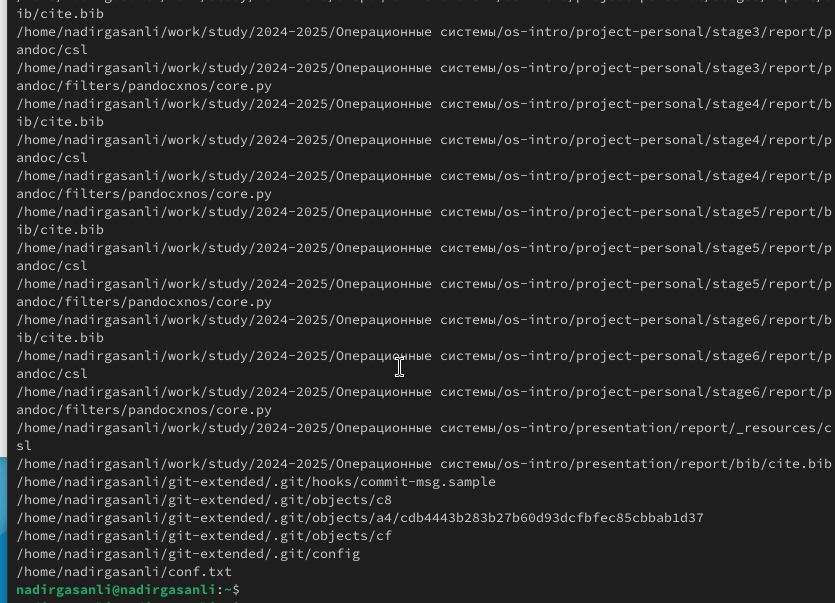 ib/cite.bib
/home/nadirgasanli/work/study/2024-2025/Операционные системы/os-intro/project-personal/stage3/report/p
andoc/csl
/home/nadirgasanli/work/study/2024-2025/Операционные системы/os-intro/project-personal/stage3/report/p
andoc/filters/pandocxnos/core.py
/home/nadirgasanli/work/study/2024-2025/Операционные системы/os-intro/project-personal/stage4/report/b
ib/cite.bib
/home/nadirgasanli/work/study/2024-2025/Операционные системы/os-intro/project-personal/stage4/report/p
andoc/csl
/home/nadirgasanli/work/study/2024-2025/Операционные системы/os-intro/project-personal/stage4/report/p
andoc/filters/pandocxnos/core.py
/home/nadirgasanli/work/study/2024-2025/Операционные системы/os-intro/project-personal/stage5/report/b
ib/cite.bib
/home/nadirgasanli/work/study/2024-2025/Операционные системы/os-intro/project-personal/stage5/report/p
andoc/csl
/home/nadirgasanli/work/study/2024-2025/Операционные системы/os-intro/project-personal/stage5/report/p
andoc/filters/pandocxnos/core.py
/home/nadirgasanli/work/study/2024-2025/Операционные системы/os-intro/project-personal/stage6/report/b
ib/cite.bib
/home/nadirgasanli/work/study/2024-2025/Операционные системы/os-intro/project-personal/stage6/report/p
andoc/csl
/home/nadirgasanli/work/study/2024-2025/Операционные системы/os-intro/project-personal/stage6/report/p
andoc/filters/pandocxnos/core.py
/home/nadirgasanli/work/study/2024-2025/Операционные системы/os-intro/presentation/report/_resources/c
sl
/home/nadirgasanli/work/study/2024-2025/Операционные системы/os-intro/presentation/report/bib/cite.bib
/home/nadirgasanli/git-extended/.git/hooks/commit-msg.sample
/home/nadirgasanli/git-extended/.git/objects/c8
/home/nadirgasanli/git-extended/.git/objects/a4/cdb4443b283b27b60d93dcfbfec85cbbab1d37
/home/nadirgasanli/git-extended/.git/objects/cf
/home/nadirgasanli/git-extended/.git/config
/home/nadirgasanli/conf.txt
nadirgasanli@nadirgasanli:~$